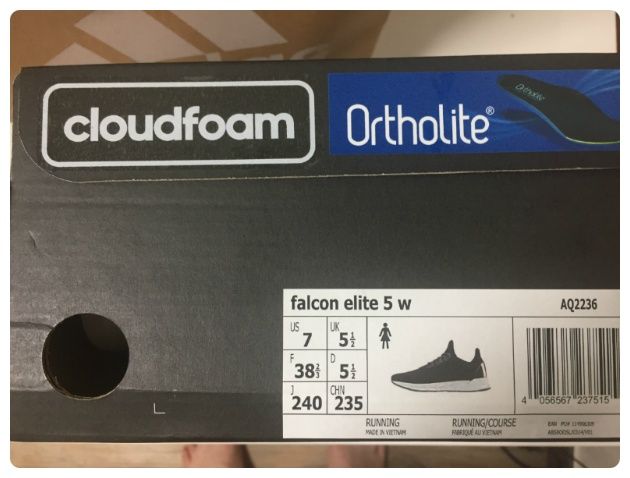 cloudfoam
Ortholite®
Ortholite
falcon elite 5 w
AQ2236
US 7 UK 5½
F 38⅔ D 5½
J 240 CHN 235
4 056567 237515
RUNNING
MADE IN VIETNAM
RUNNING/COURSE
FABRIQUÉ AU VIETNAM
L